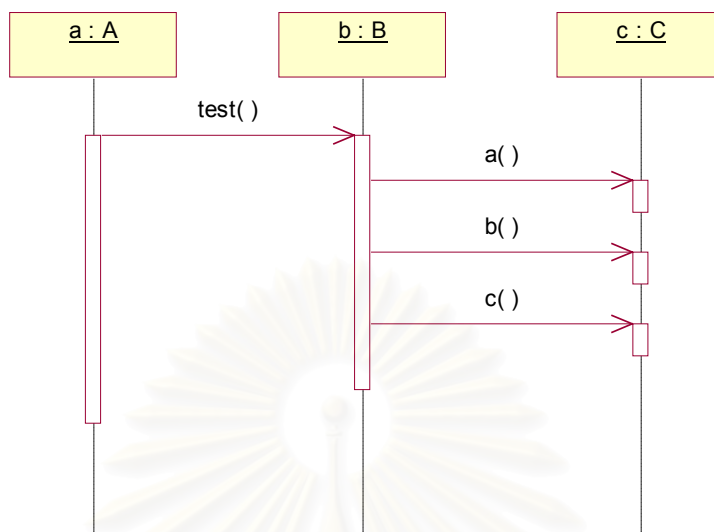 a : A
b : B
c : C
test( )
a( )
b( )
c( )